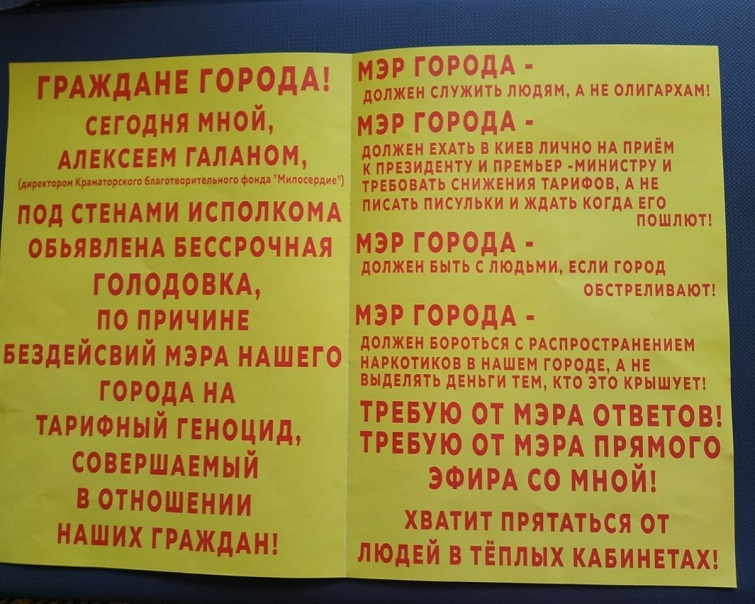 ГРАЖДАНЕ ГОРОДА!
СЕГОДНЯ МНОЙ,
АЛЕКСЕЕМ ГАЛАНОМ,
(директором Краматорского благотворительного фонда "Милосердие")
ПОД СТЕНАМИ ИСПОЛКОМА
ОБЬЯВЛЕНА БЕССРОЧНАЯ
ГОЛОДОВКА,
ПО ПРИЧИНЕ
БЕЗДЕЙСВИЙ МЭРА НАШЕГО
ГОРОДА НА
ТАРИФНЫЙ ГЕНОЦИД,
СОВЕРШАЕМЫЙ
В ОТНОШЕНИИ
НАШИХ ГРАЖДАН!
МЭР ГОРОДА -
ДОЛЖЕН СЛУЖИТЬ ЛЮДЯМ, А НЕ ОЛИГАРХАМ!
МЭР ГОРОДА -
ДОЛЖЕН ЕХАТЬ В КИЕВ ЛИЧНО НА ПРИЁМ
К ПРЕЗИДЕНТУ И ПРЕМЬЕР -МИНИСТРУ И
ТРЕБОВАТЬ СНИЖЕНИЯ ТАРИФОВ, А НЕ
ПИСАТЬ ПИСУЛЬКИ И ЖДАТЬ КОГДА ЕГО
ПОШЛЮТ!
МЭР ГОРОДА -
ДОЛЖЕН БЫТЬ С ЛЮДЬМИ, ЕСЛИ ГОРОД
ОБСТРЕЛИВАЮТ!
МЭР ГОРОДА -
ДОЛЖЕН БОРОТЬСЯ С РАСПРОСТРАНЕНИЕМ
НАРКОТИКОВ В НАШЕМ ГОРОДЕ, А НЕ
ВЫДЕЛЯТЬ ДЕНЬГИ ТЕМ, КТО ЭТО КРЫШУЕТ!
ТРЕБУЮ ОТ МЭРА ОТВЕТОВ!
ТРЕБУЮ ОТ МЭРА ПРЯМОГО
ЭФИРА СО МНОЙ!
ХВАТИТ ПРЯТАТЬСЯ ОТ
ЛЮДЕЙ В ТЁПЛЫХ КАБИНЕТАХ!